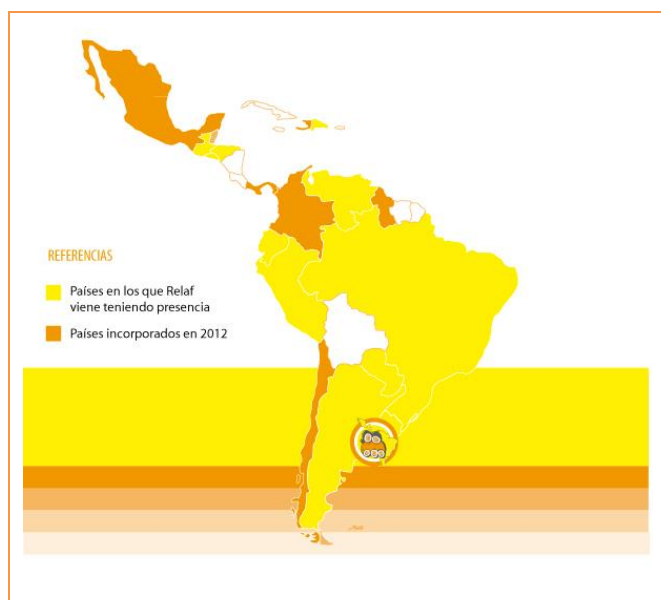 REFERENCIAS
Países en los que Relaf
viene teniendo presencia
Países incorporados en 2012